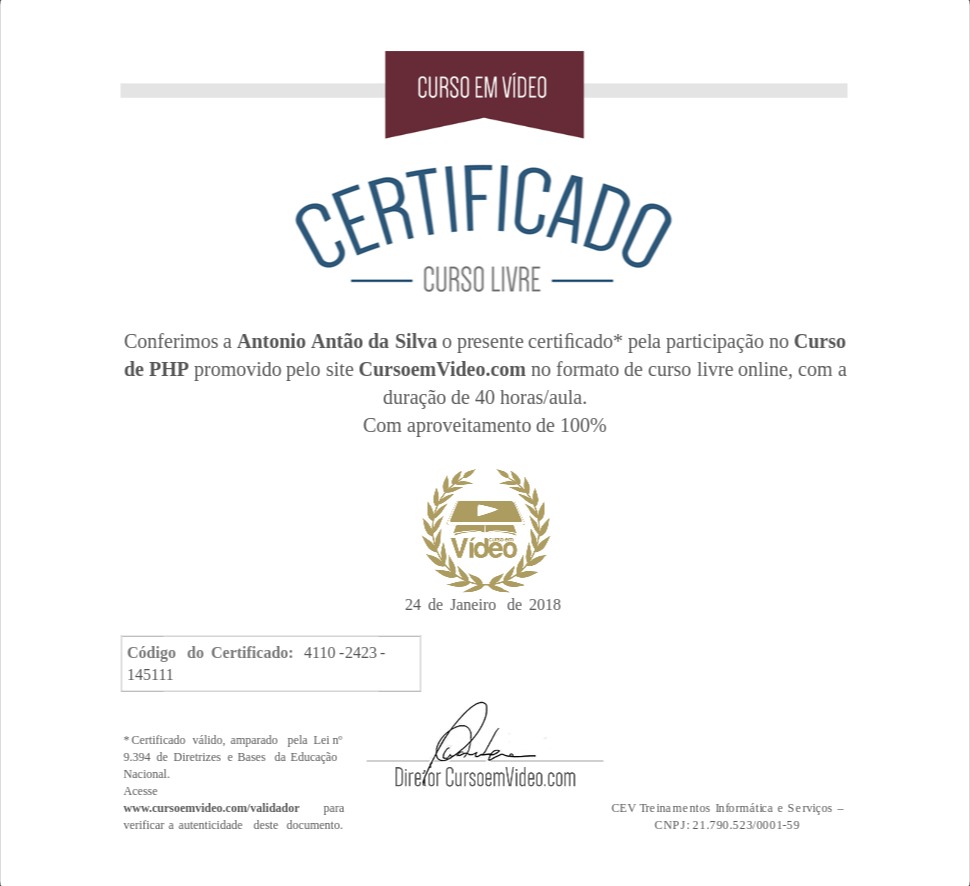 CURSO EM VÍDEO
CERTIFICADO
CURSO LIVRE
Conferimos a Antonio Antão da Silva o presente certificado* pela participação no Curso
de PHP promovido pelo site CursoemVideo.com no formato de curso livre online, com a
duração de 40 horas/aula.
Com aproveitamento de 100%
CURSO EM
Vídeo
24 de Janeiro de 2018
Código do Certificado: 4110 -2423 -
145111
* Certificado válido, amparado pela Lei nº
9.394 de Diretrizes e Bases da Educação
Nacional.
Acesse
www.cursoemvideo.com/validador para
verificar a autenticidade deste documento.
Diretor CursoemVideo.com
CEV Treinamentos Informática e Serviços –
CNPJ: 21.790.523/0001-59